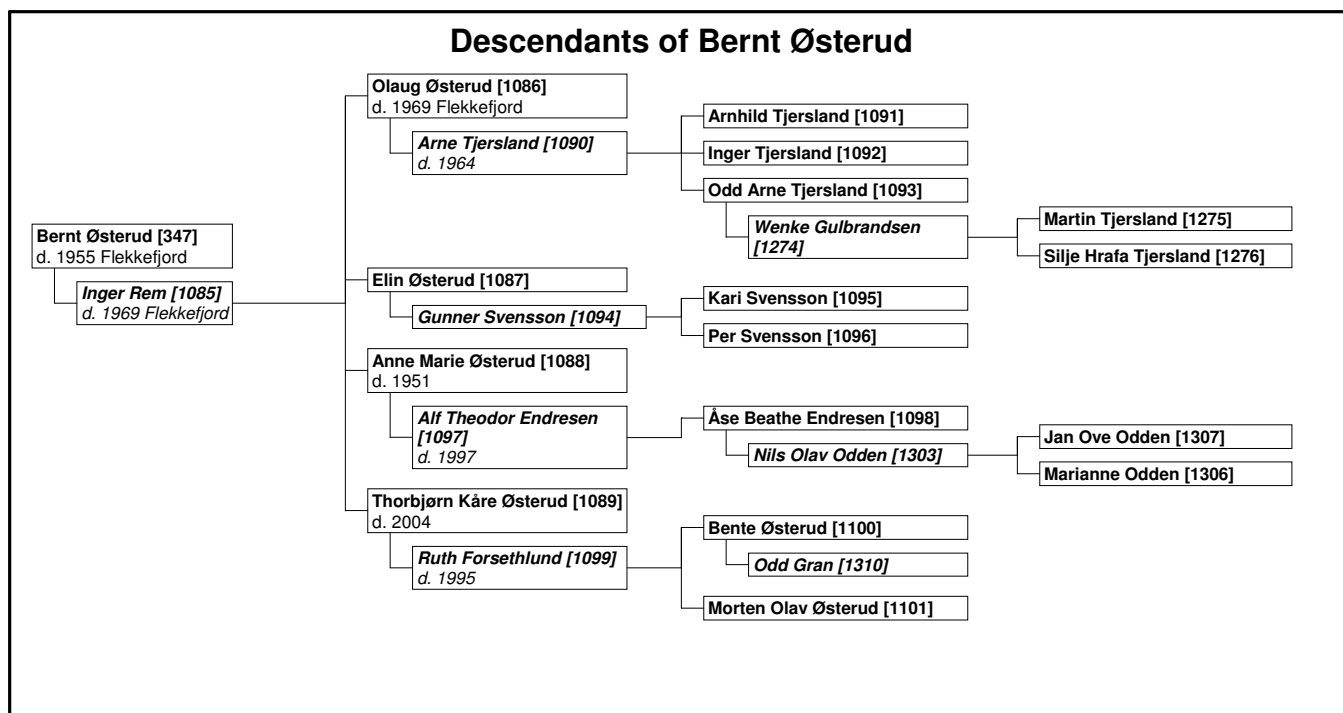 Descendants of Bernt Østerud
Bernt Østerud [347]
d. 1955 Flekkefjord
Inger Rem [1085]
d. 1969 Flekkefjord
Olaug Østerud [1086]
d. 1969 Flekkefjord
Arne Tjersland [1090]
d. 1964
Arnhild Tjersland [1091]
Inger Tjersland [1092]
Odd Arne Tjersland [1093]
Wenke Gulbrandsen
[1274]
Martin Tjersland [1275]
Silje Hrafa Tjersland [1276]
Elin Østerud [1087]
Gunner Svensson [1094]
Kari Svensson [1095]
Per Svensson [1096]
Anne Marie Østerud [1088]
d. 1951
Alf Theodor Endresen
[1097]
d. 1997
Åse Beathe Endresen [1098]
Nils Olav Odden [1303]
Jan Ove Odden [1307]
Marianne Odden [1306]
Thorbjørn Kåre Østerud [1089]
d. 2004
Ruth Forsethlund [1099]
d. 1995
Bente Østerud [1100]
Odd Gran [1310]
Morten Olav Østerud [1101]